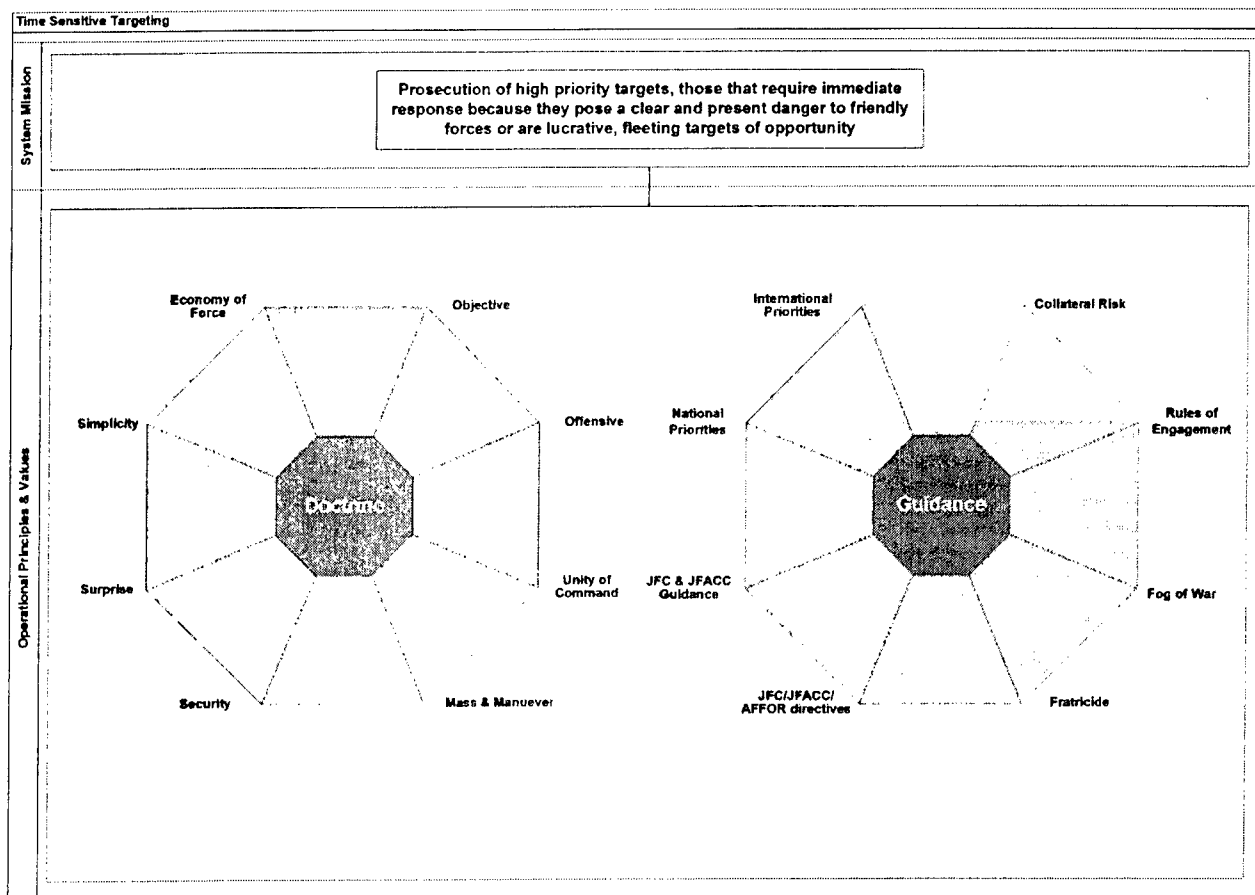 Time Sensitive Targeting
System Mission
Prosecution of high priority targets, those that require immediate
response because they pose a clear and present danger to friendly
forces or are lucrative, fleeting targets of opportunity
Operational Principles & Values
Economy of
Force
Objective
Simplicity
Offensive
Doctrine
Surprise
Unity of
Command
Security
Mass & Manuever
International
Priorities
Collateral Risk
National
Priorities
Rules of
Engagement
Guidance
JFC & JFACC
Guidance
Fog of War
JFC/JFACC/
AFFOR directives
Fratricide